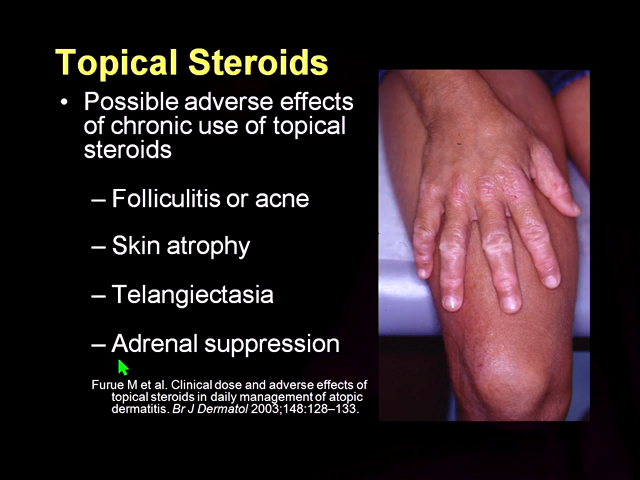 Topical Steroids
• Possible adverse effects
of chronic use of topical
steroids
– Folliculitis or acne
– Skin atrophy
– Telangiectasia
– Adrenal suppression
Furue M et al. Clinical dose and adverse effects of
topical steroids in daily management of atopic
dermatitis. Br J Dermatol 2003;148:128–133.